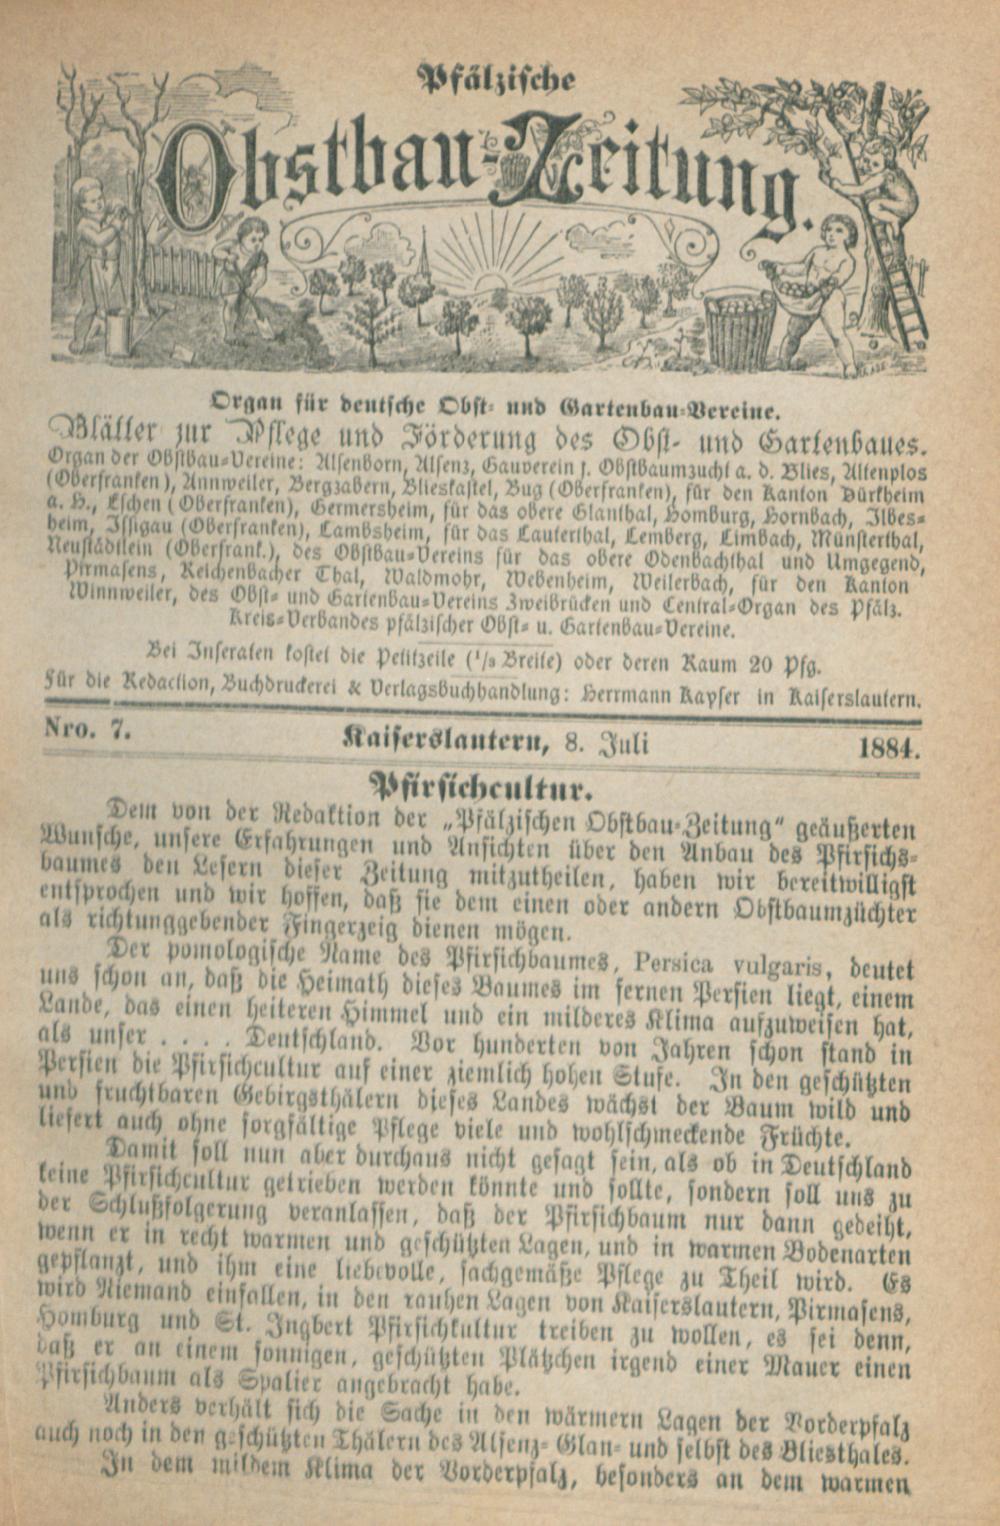 Pfälzische
Obstbau-Zeitung.
Organ für deutsche Obst- und Gartenbau-Vereine.
Blätter zur Pflege und Förderung des Obst- und Gartenbaues.
Organ der Obstbau-Vereine: Alsenborn, Alsenz, Gauverein f. Obstbaumzucht a. d. Blies, Altenplos
(Oberfranken), Annweiler, Bergzabern, Blieskastel, Bug (Oberfranken), für den Kanton Dürkheim
a. H., Eschen (Oberfranken), Germersheim, für das obere Glanthal, Homburg, Hornbach, Ilbes-
heim, Issigau (Oberfranken), Lambsheim, für das Lauterthal, Lemberg, Limbach, Münsterthal,
Neustädtlein (Oberfrank.), des Obstbau-Vereins für das obere Odenbachthal und Umgegend,
Pirmasens, Reichenbacher Thal, Waldmohr, Webenheim, Weilerbach, für den Kanton
Winnweiler, des Obst- und Gartenbau-Vereins Zweibrücken und Central-Organ des Pfälz.
Kreis-Verbandes pfälzischer Obst- u. Gartenbau-Vereine.
Bei Inseraten kostet die Petitzeile (1/3 Breite) oder deren Raum 20 Pfg.
Für die Redaction, Buchdruckerei & Verlagsbuchhandlung: Herrmann Kayser in Kaiserslautern.
Nro. 7. Kaiserslautern, 8. Juli 1884.
Pfirsichcultur.
Dem von der Redaktion der „Pfälzischen Obstbau-Zeitung“ geäußerten
Wunsche, unsere Erfahrungen und Ansichten über den Anbau des Pfirsichs-
baumes den Lesern dieser Zeitung mitzutheilen, haben wir bereitwilligst
entsprochen und wir hoffen, daß sie dem einen oder andern Obstbaumzüchter
als richtunggebender Fingerzeig dienen mögen.
Der pomologische Name des Pfirsichbaumes, Persica vulgaris, deutet
uns schon an, daß die Heimath dieses Baumes im fernen Persien liegt, einem
Lande, das einen heiteren Himmel und ein milderes Klima aufzuweisen hat,
als unser . . . . Deutschland. Vor hunderten von Jahren schon stand in
Persien die Pfirsichcultur auf einer ziemlich hohen Stufe. In den geschützten
und fruchtbaren Gebirgsthälern dieses Landes wächst der Baum wild und
liefert auch ohne sorgfältige Pflege viele und wohlschmeckende Früchte.
Damit soll nun aber durchaus nicht gesagt sein, als ob in Deutschland
keine Pfirsichcultur getrieben werden könnte und sollte, sondern soll uns zu
der Schlußfolgerung veranlassen, daß der Pfirsichbaum nur dann gedeiht,
wenn er in recht warmen und geschützten Lagen, und in warmen Bodenarten
gepflanzt, und ihm eine liebevolle, sachgemäße Pflege zu Theil wird. Es
wird Niemand einfallen, in den rauhen Lagen von Kaiserslautern, Pirmasens,
Homburg und St. Ingbert Pfirsichkultur treiben zu wollen, es sei denn,
daß er an einem sonnigen, geschützten Plätzchen irgend einer Mauer einen
Pfirsichbaum als Spalier angebracht habe.
Anders verhält sich die Sache in den wärmern Lagen der Vorderpfalz
auch noch in den geschützten Thälern des Alsenz- Glan- und selbst des Bliesthales.
In dem mildem Klima der Vorderpfalz, besonders an dem warmen